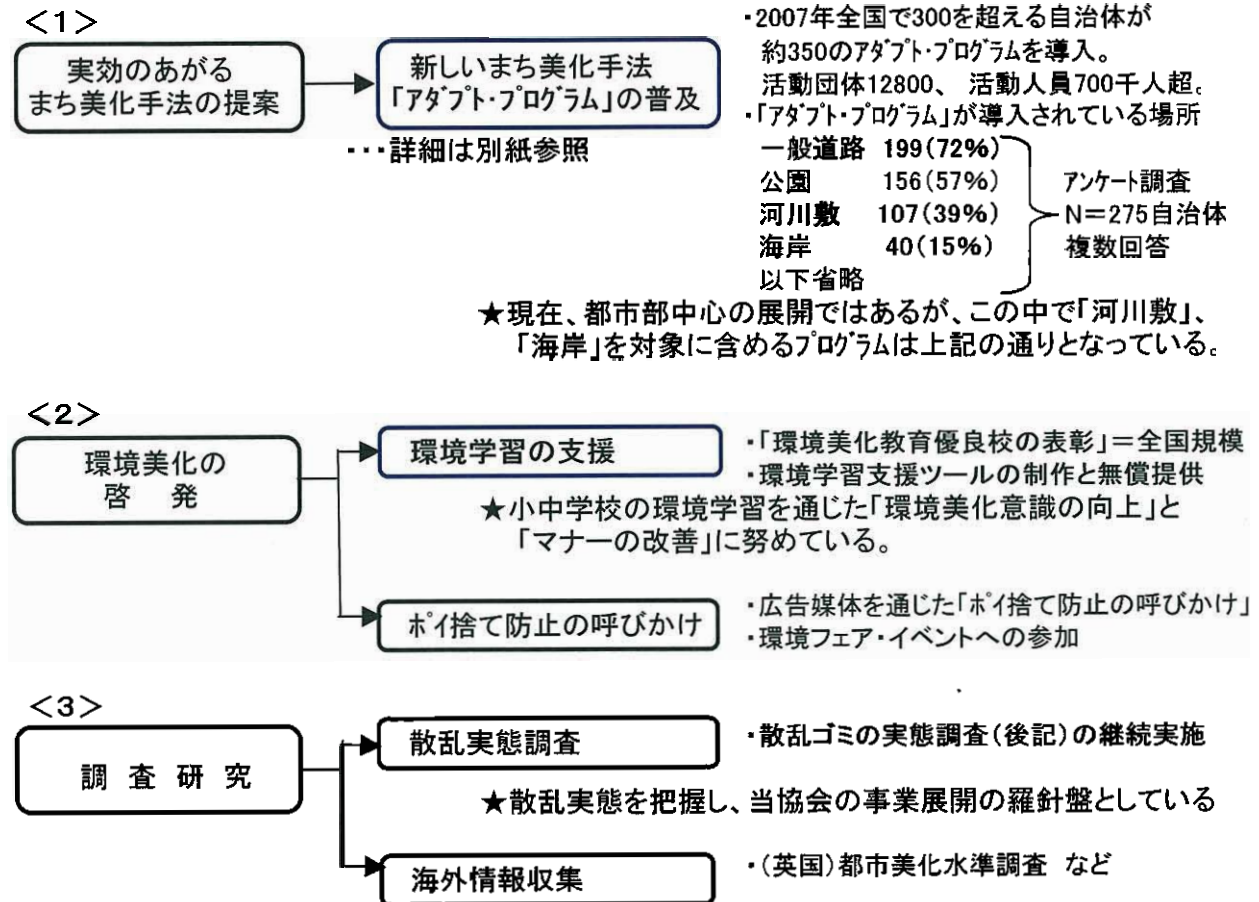 <1>
実効のあがる
まち美化手法の提案
新しいまち美化手法
「アダプト・プログラム」の普及
・・・詳細は別紙参照
・2007年全国で300を超える自治体が
約350のアダプト・プログラムを導入。
活動団体12800、 活動人員700千人超。
・「アダプト・プログラム」が導入されている場所
一般道路 199(72%)
公園 156(57%)
河川敷 107(39%)
海岸 40(15%)
以下省略
アンケート調査
N=275自治体
複数回答
★現在、都市部中心の展開ではあるが、この中で「河川敷」、
「海岸」を対象に含めるプログラムは上記の通りとなっている。
<2>
環境美化の
啓 発
環境学習の支援
・「環境美化教育優良校の表彰」=全国規模
・環境学習支援ツールの制作と無償提供
★小中学校の環境学習を通じた「環境美化意識の向上」と
「マナーの改善」に努めている。
ポイ捨て防止の呼びかけ
・広告媒体を通じた「ポイ捨て防止の呼びかけ」
・環境フェア・イベントへの参加
<3>
調 査 研 究
散乱実態調査
・散乱ゴミの実態調査(後記)の継続実施
★散乱実態を把握し、当協会の事業展開の羅針盤としている
海外情報収集
・(英国)都市美化水準調査 など